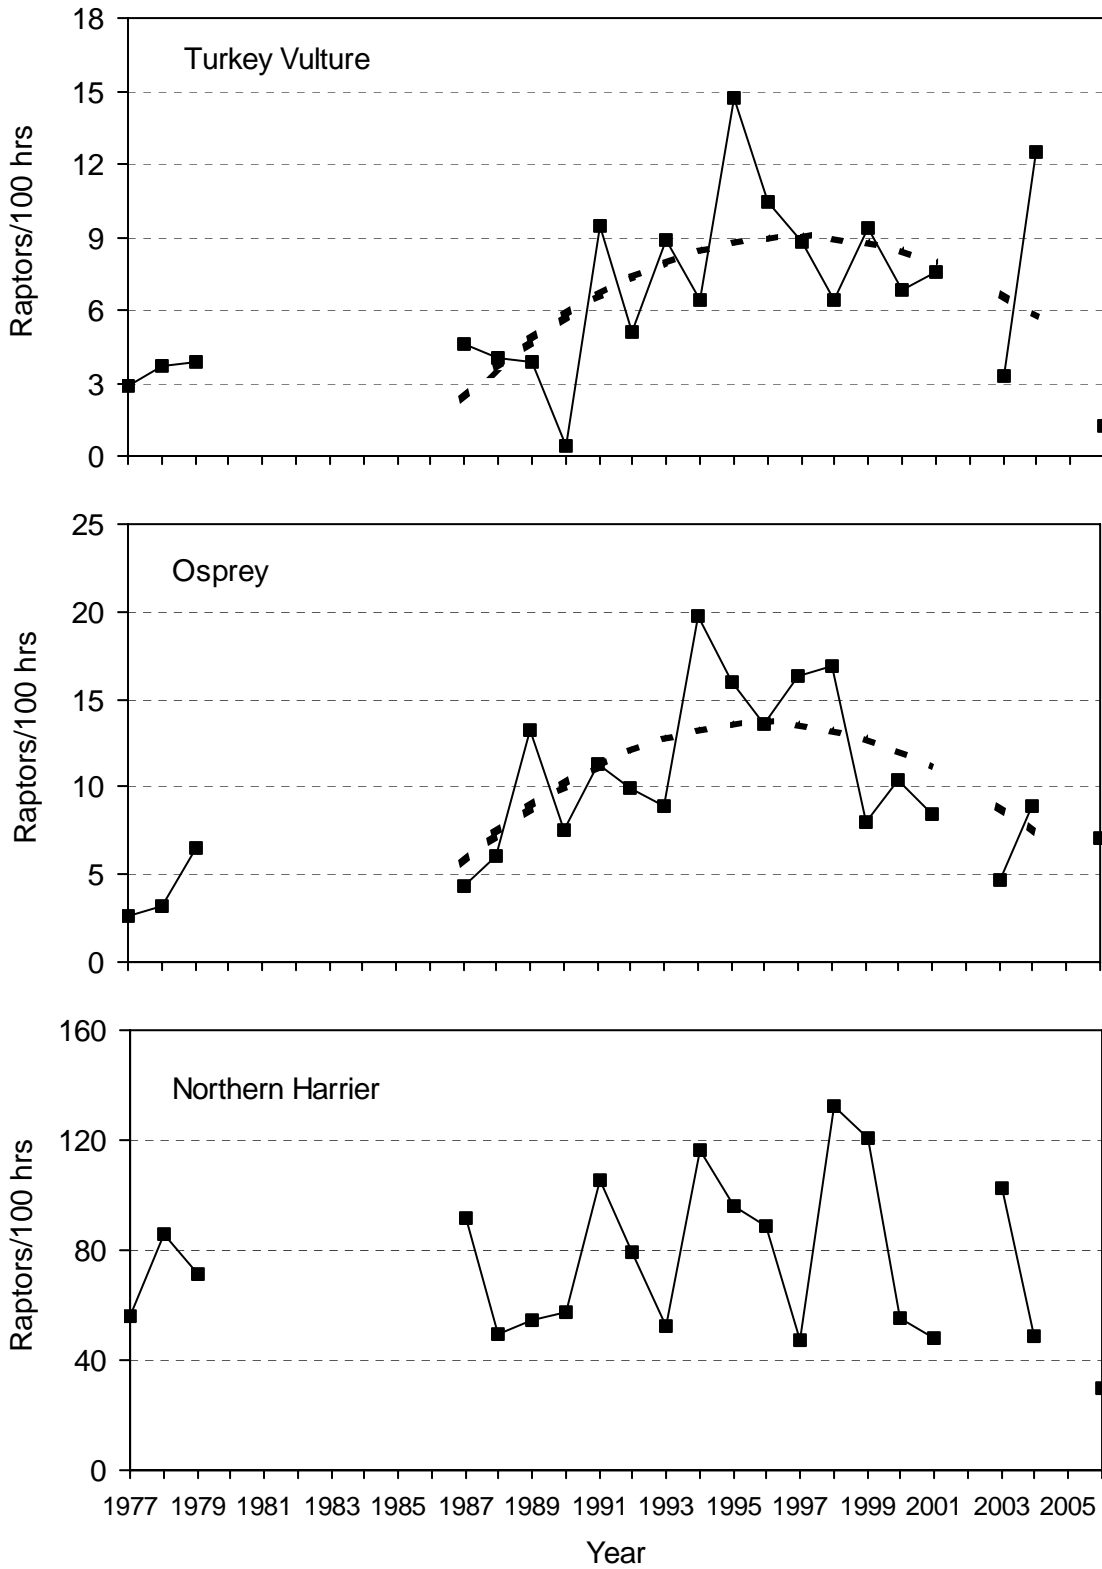 18
15
12
9
6
3
0
Raptors/100 hrs
Turkey Vulture
25
20
15
10
5
0
Raptors/100 hrs
Osprey
160
120
80
40
0
Raptors/100 hrs
Northern Harrier
1977 1979 1981 1983 1985 1987 1989 1991 1993 1995 1997 1999 2001 2003 2005
Year